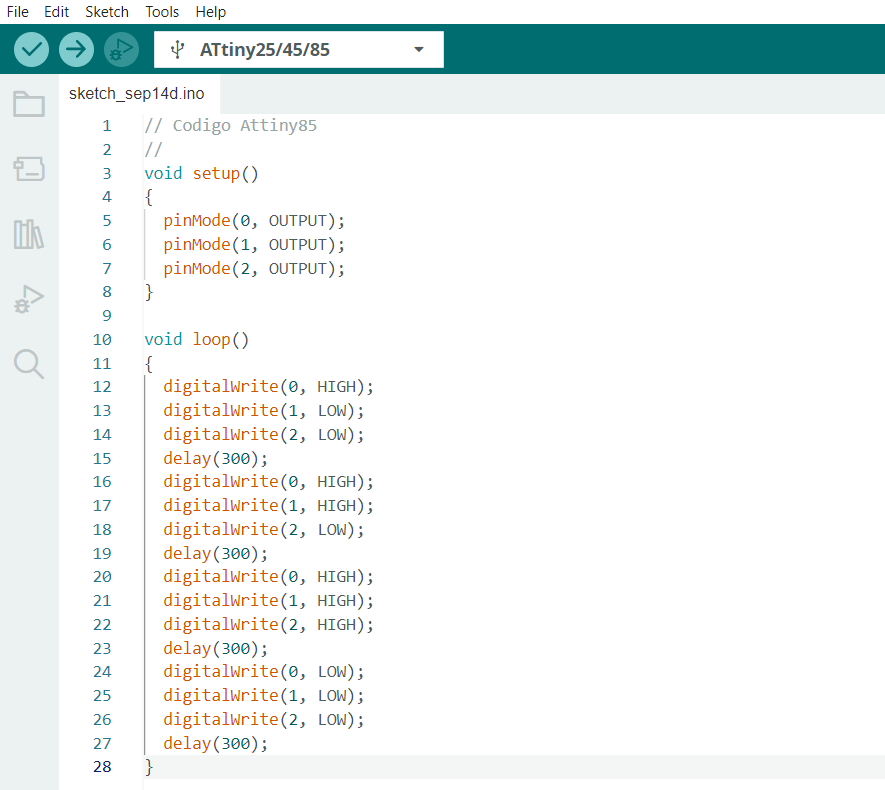 File Edit Sketch Tools Help
ATtiny25/45/85
sketch_sep14d.ino
1 // Codigo Attiny85
2 //
3 void setup()
4 {
5 pinMode(0, OUTPUT);
6 pinMode(1, OUTPUT);
7 pinMode(2, OUTPUT);
8 }
9
10 void loop()
11 {
12 digitalWrite(0, HIGH);
13 digitalWrite(1, LOW);
14 digitalWrite(2, LOW);
15 delay(300);
16 digitalWrite(0, HIGH);
17 digitalWrite(1, HIGH);
18 digitalWrite(2, LOW);
19 delay(300);
20 digitalWrite(0, HIGH);
21 digitalWrite(1, HIGH);
22 digitalWrite(2, HIGH);
23 delay(300);
24 digitalWrite(0, LOW);
25 digitalWrite(1, LOW);
26 digitalWrite(2, LOW);
27 delay(300);
28 }